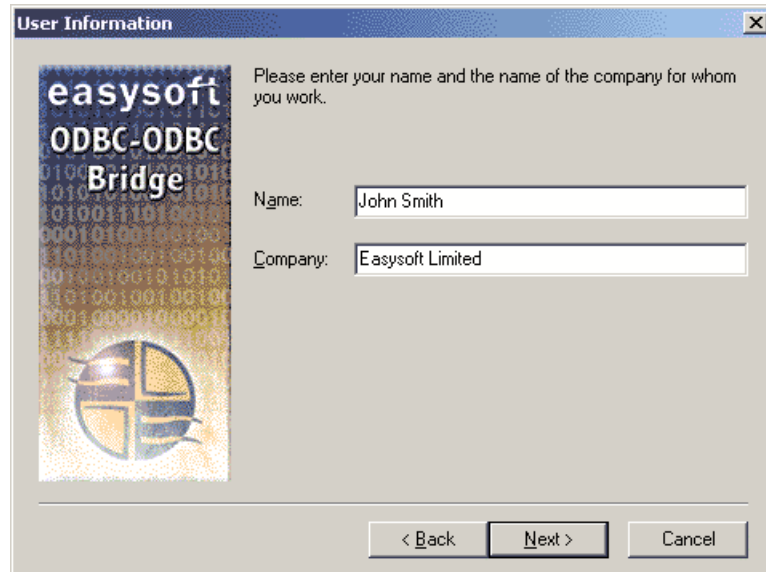 User Information
easysoft
ODBC-ODBC
Bridge
Please enter your name and the name of the company for whom
you work.
Name: John Smith
Company: Easysoft Limited
< Back Next > Cancel